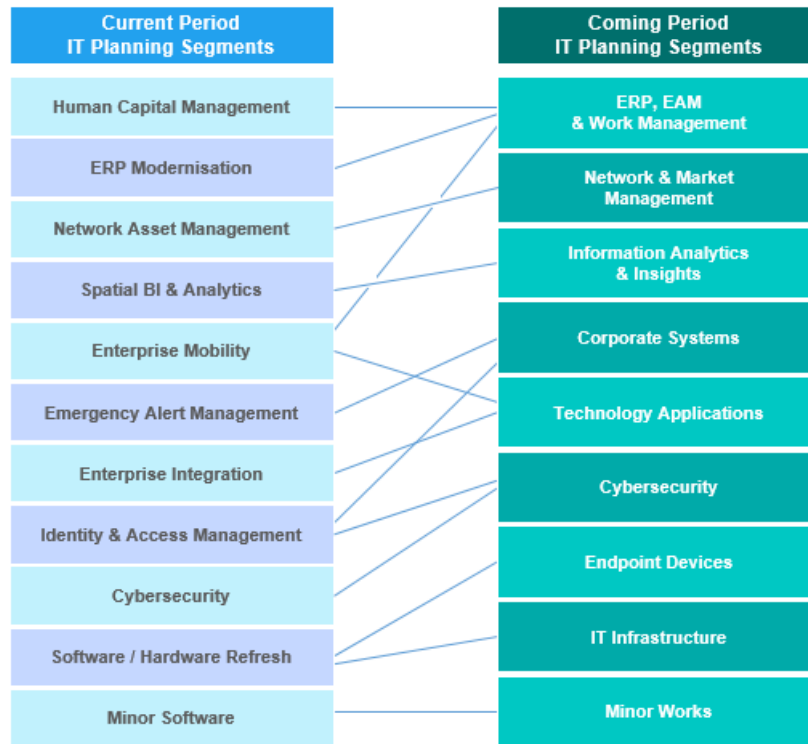 Current Period
IT Planning Segments
Human Capital Management
ERP Modernisation
Network Asset Management
Spatial BI & Analytics
Enterprise Mobility
Emergency Alert Management
Enterprise Integration
Identity & Access Management
Cybersecurity
Software / Hardware Refresh
Minor Software
Coming Period
IT Planning Segments
ERP, EAM
& Work Management
Network & Market
Management
Information Analytics
& Insights
Corporate Systems
Technology Applications
Cybersecurity
Endpoint Devices
IT Infrastructure
Minor Works